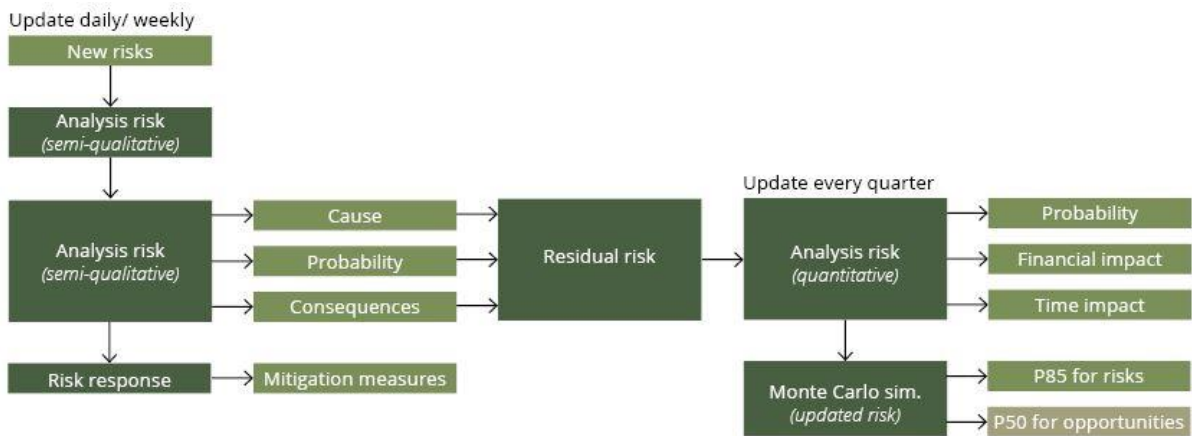 Update daily/ weekly
New risks
Analysis risk
(semi-qualitative)
Analysis risk
(semi-qualitative)
Cause
Probability
Consequences
Risk response
Mitigation measures
Residual risk
Update every quarter
Analysis risk
(quantitative)
Probability
Financial impact
Time impact
Monte Carlo sim.
(updated risk)
P85 for risks
P50 for opportunities